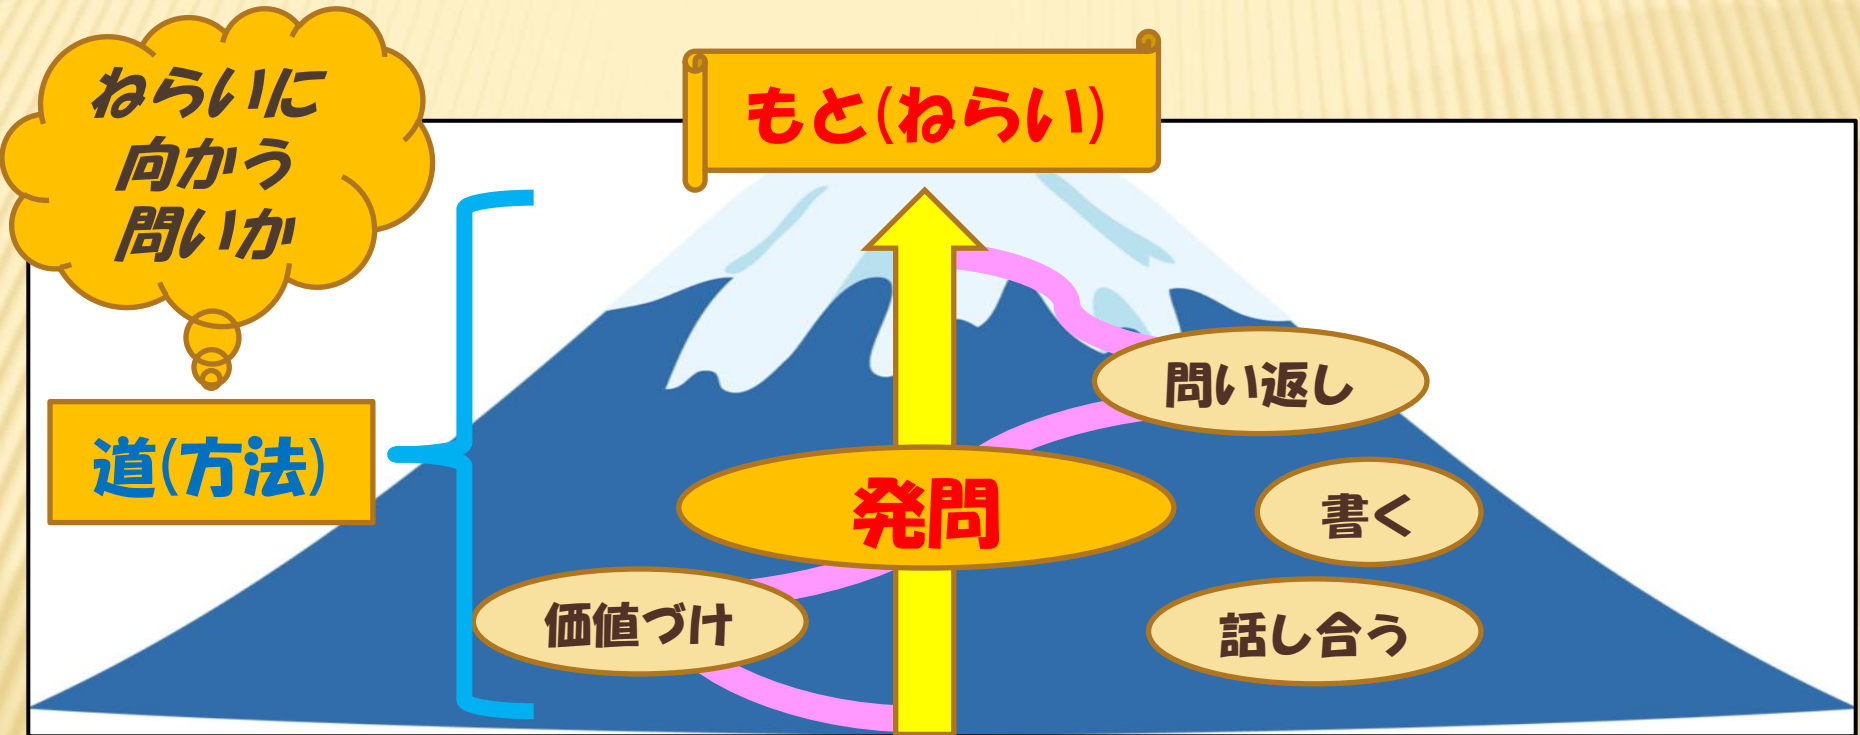 ねらいに
向かう
問いか
もと(ねらい)
道(方法)
問い返し
発問
書く
価値づけ
話し合う